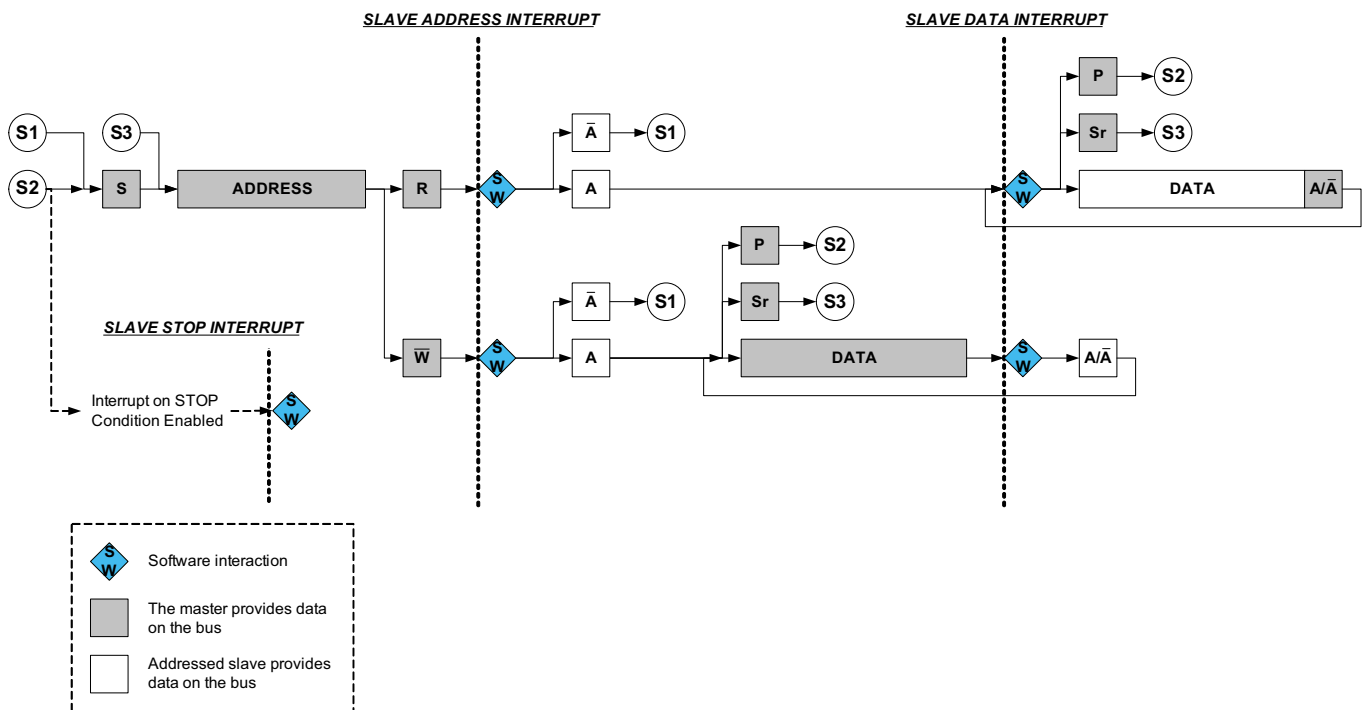 SLAVE ADDRESS INTERRUPT
SLAVE DATA INTERRUPT
P
S2
S1
S3
A̅
S1
Sr
S3
S2
S
ADDRESS
R
S
W
A
S
W
DATA
A/A̅
P
S2
A̅
S1
Sr
S3
SLAVE STOP INTERRUPT
W̅
S
W
A
DATA
S
W
A/A̅
Interrupt on STOP
Condition Enabled
S
W
S
W
Software interaction
The master provides data
on the bus
Addressed slave provides
data on the bus